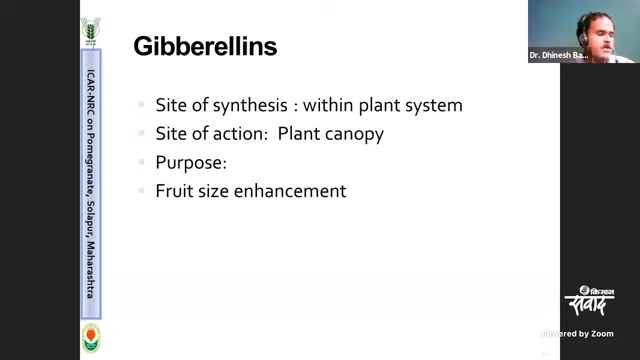 Gibberellins
Dr. Dhinesh Ba...
ICAR-NRC on Pomegranate, Solapur, Maharashtra
Site of synthesis : within plant system
Site of action: Plant canopy
Purpose:
Fruit size enhancement
किसान
संवाद
Powered by Zoom